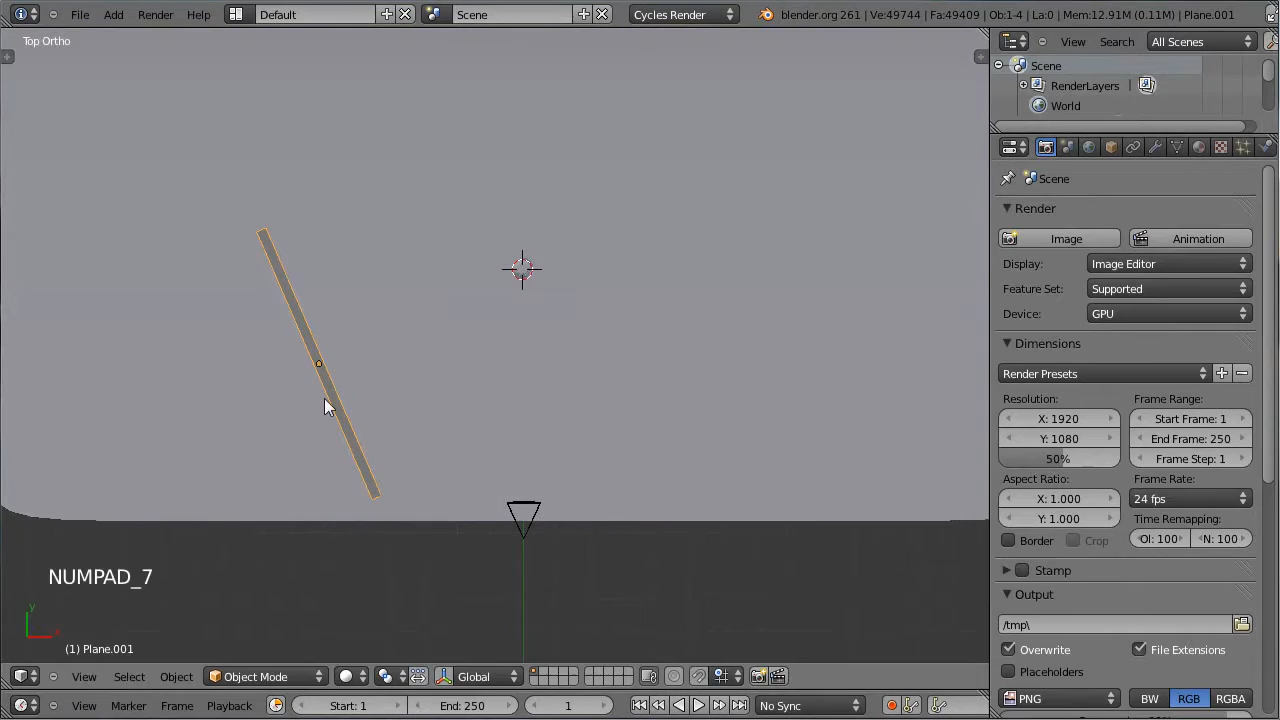 File Add Render Help Default Scene Cycles Render blender.org 261 | Ve:49744 | Fa:49409 | Ob:1-4 | La:0 | Mem:12.91M (0.11M) | Plane.001
Top Ortho
View Search All Scenes
Scene
RenderLayers |
World
Scene
Render
Image Animation
Display: Image Editor
Feature Set: Supported
Device: GPU
Dimensions
Render Presets
Resolution: Frame Range:
X: 1920 Start Frame: 1
Y: 1080 End Frame: 250
50% Frame Step: 1
Aspect Ratio: Frame Rate:
X: 1.000 24 fps
Y: 1.000 Time Remapping:
Border Crop Ol: 100 N: 100
Stamp
Output
/tmp\
Overwrite File Extensions
Placeholders
PNG BW RGB RGBA
NUMPAD_7
y
x
(1) Plane.001
View Select Object Object Mode Global
View Marker Frame Playback Start: 1 End: 250 1 No Sync